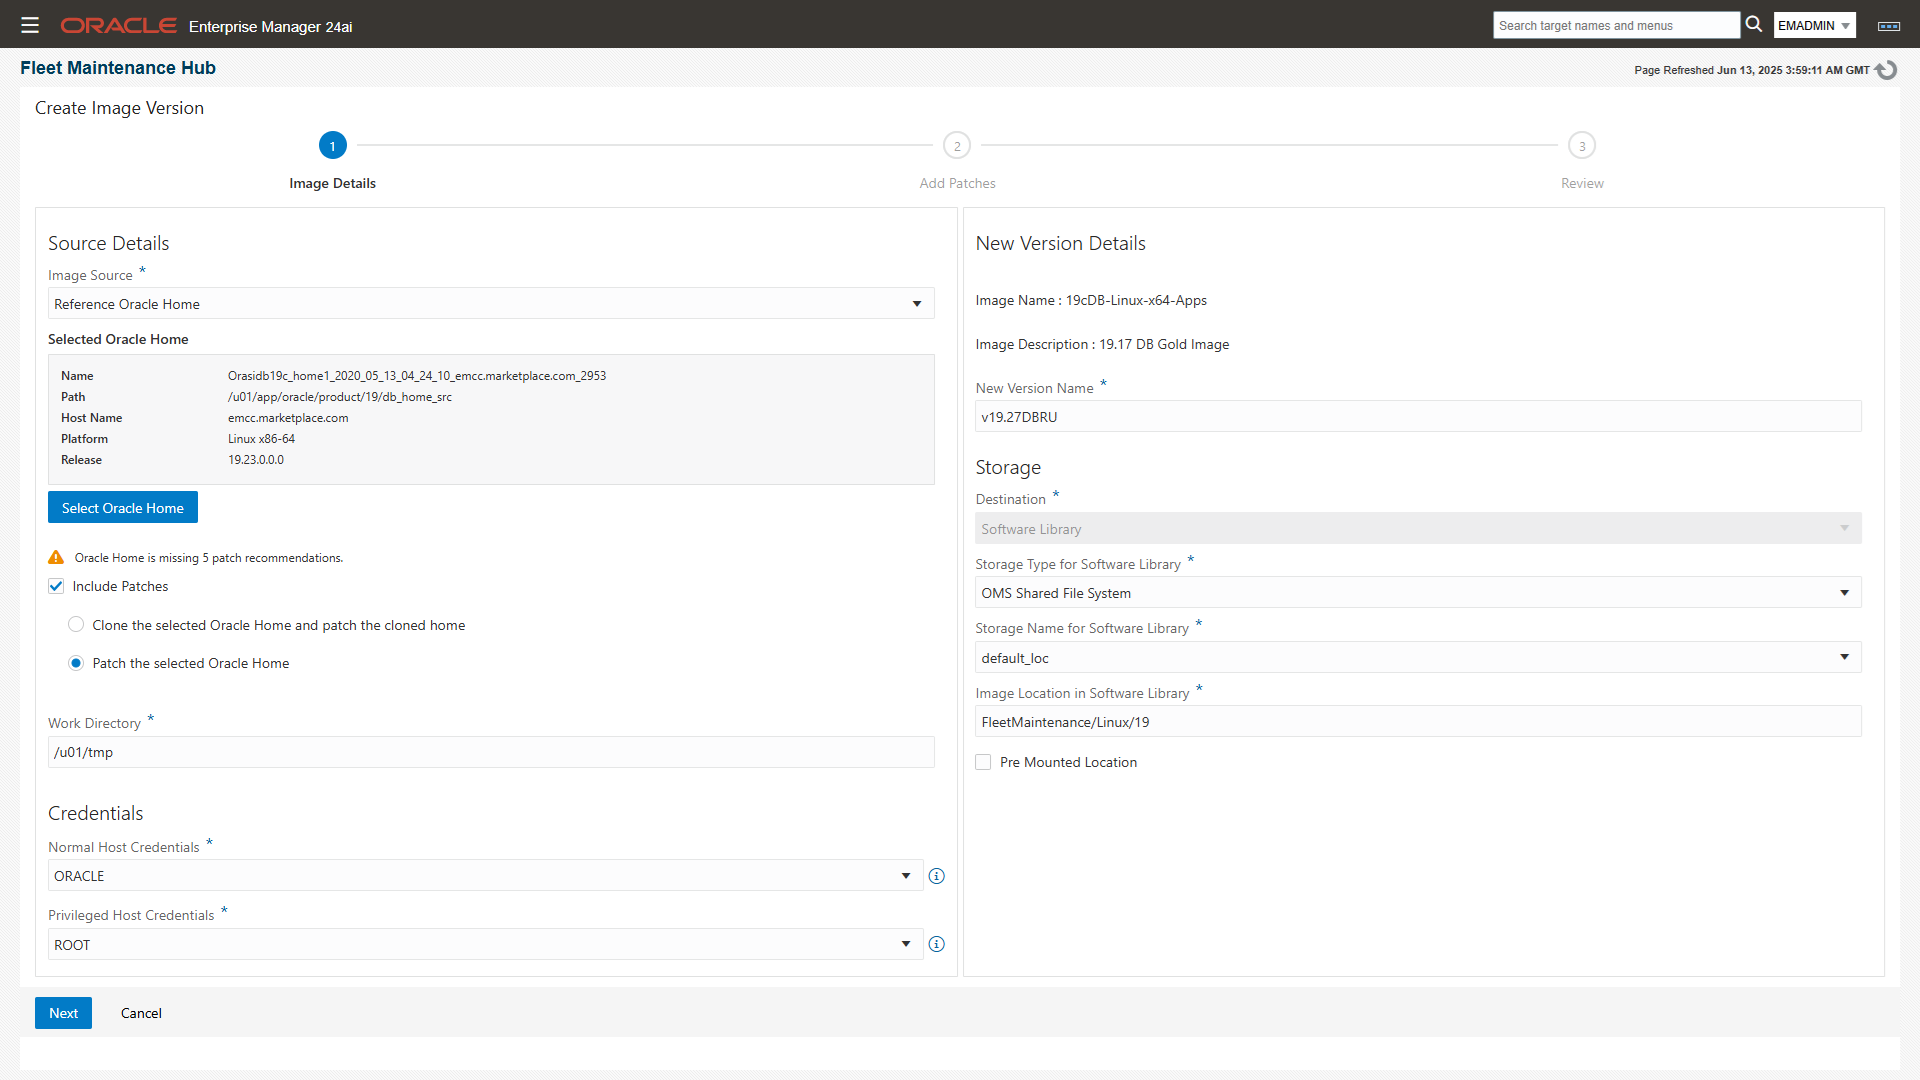 ORACLE Enterprise Manager 24ai
Search target names and menus
EMADMIN
Fleet Maintenance Hub
Page Refreshed Jun 13, 2025 3:59:11 AM GMT
Create Image Version
1
2
3
Image Details
Add Patches
Review
Source Details
Image Source *
Reference Oracle Home
Selected Oracle Home
Name Orasidb19c_home1_2020_05_13_04_24_10_emcc.marketplace.com_2953
Path /u01/app/oracle/product/19/db_home_src
Host Name emcc.marketplace.com
Platform Linux x86-64
Release 19.23.0.0.0
Select Oracle Home
Oracle Home is missing 5 patch recommendations.
Include Patches
Clone the selected Oracle Home and patch the cloned home
Patch the selected Oracle Home
Work Directory *
/u01/tmp
Credentials
Normal Host Credentials *
ORACLE
Privileged Host Credentials *
ROOT
New Version Details
Image Name : 19cDB-Linux-x64-Apps
Image Description : 19.17 DB Gold Image
New Version Name *
v19.27DBRU
Storage
Destination *
Software Library
Storage Type for Software Library *
OMS Shared File System
Storage Name for Software Library *
default_loc
Image Location in Software Library *
FleetMaintenance/Linux/19
Pre Mounted Location
Next
Cancel